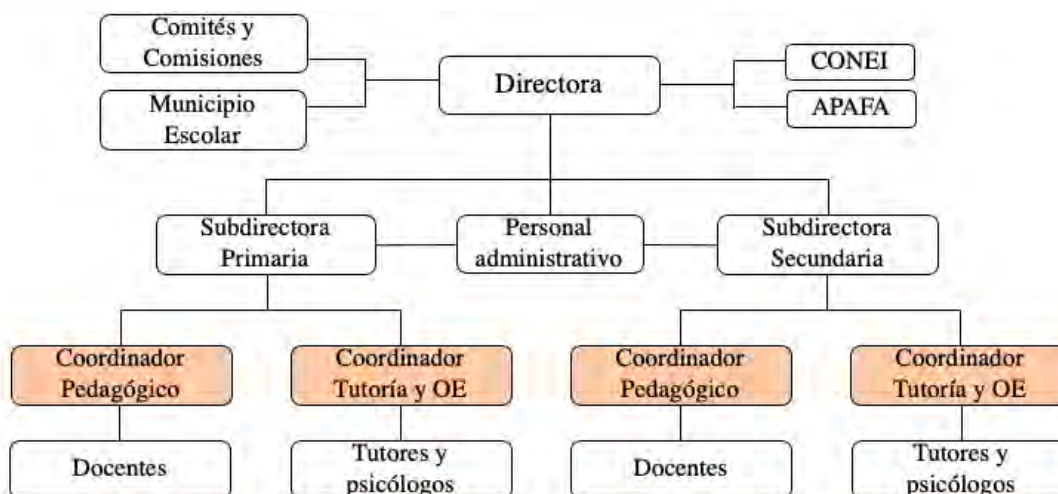 Comités y
Comisiones
Municipio
Escolar
Directora
CONEI
APAFA
Subdirectora
Primaria
Personal
administrativo
Subdirectora
Secundaria
Coordinador
Pedagógico
Coordinador
Tutoría y OE
Coordinador
Pedagógico
Coordinador
Tutoría y OE
Docentes
Tutores y
psicólogos
Docentes
Tutores y
psicólogos